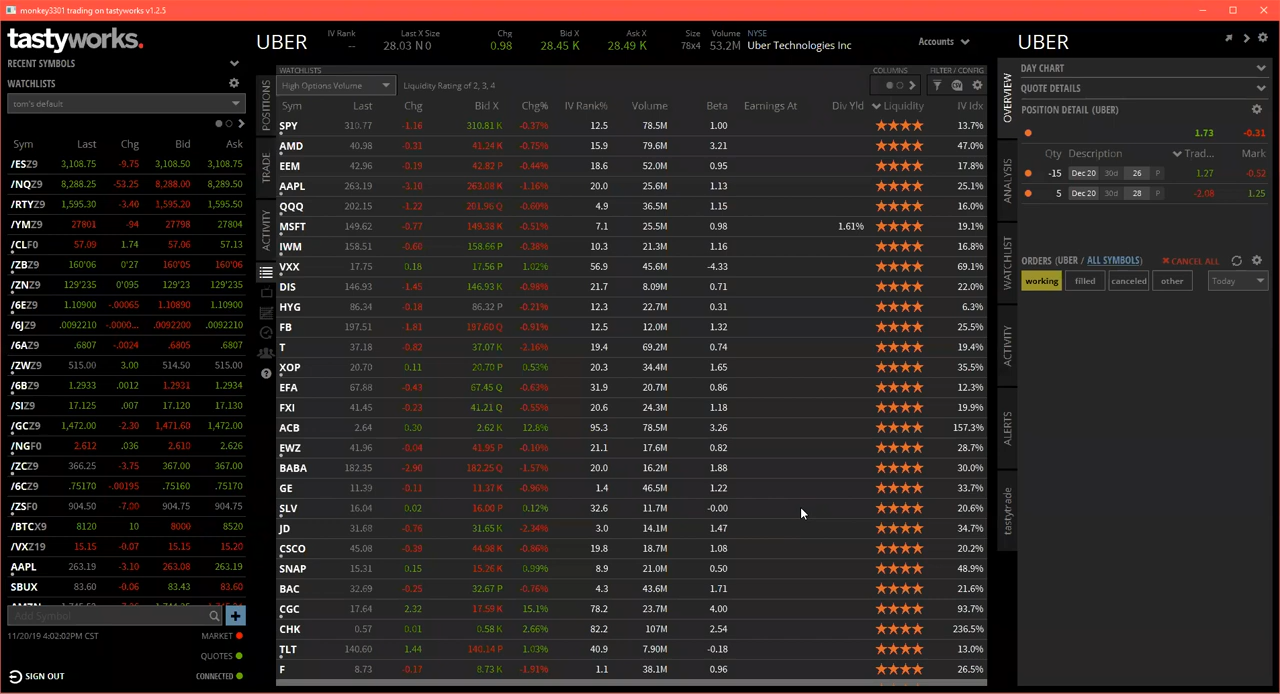 monkey3301 trading on tastyworks v1.2.5
tastyworks.
RECENT SYMBOLS
WATCHLISTS
tom's default
Sym Last Chg Bid Ask
/ESZ9 3,108.75 -9.75 3,108.50 3,108.75
/NQZ9 8,288.25 -53.25 8,288.00 8,289.50
/RTYZ9 1,595.30 -3.40 1,595.20 1,595.50
/YMZ9 27801 -94 27798 27804
/CLF0 57.09 1.74 57.06 57.13
/ZBZ9 160'06 0'27 160'05 160'06
/ZNZ9 129'235 0'095 129'23 129'235
/6EZ9 1.10900 -.00065 1.10890 1.10900
/6JZ9 .0092210 -.0000... .0092200 .0092210
/6AZ9 .6807 -.0024 .6805 .6807
/ZWZ9 515.00 3.00 514.50 515.00
/6BZ9 1.2933 .0012 1.2931 1.2934
/SIZ9 17.125 .007 17.120 17.130
/GCZ9 1,472.00 -2.30 1,471.60 1,472.00
/NGF0 2.612 .036 2.610 2.626
/ZCZ9 366.25 -3.75 367.00 367.00
/6CZ9 .75170 -.00195 .75160 .75170
/ZSF0 904.50 -7.00 904.50 904.75
/BTCX9 8120 10 8000 8520
/VXZ19 15.15 -0.07 15.15 15.20
AAPL 263.19 -3.10 263.08 263.19
SBUX 83.60 -0.06 83.43 83.60
Add Symbol
11/20/19 4:02:02PM CST
MARKET
QUOTES
CONNECTED
SIGN OUT
UBER
IV Rank Last X Size Chg Bid X Ask X Size Volume NYSE
-- 28.03 N 0 0.98 28.45 K 28.49 K 78x4 53.2M Uber Technologies Inc
Accounts
POSITIONS
TRADE
ACTIVITY
WATCHLISTS
High Options Volume
Liquidity Rating of 2, 3, 4
COLUMNS
FILTER / CONFIG
Sym Last Chg Bid X Chg% IV Rank% Volume Beta Earnings At Div Yld Liquidity IV Idx
SPY 310.77 -1.16 310.81 K -0.37% 12.5 78.5M 1.00 13.7%
AMD 40.98 -0.31 41.24 K -0.75% 15.9 79.6M 3.21 47.0%
EEM 42.96 -0.19 42.82 P -0.44% 18.6 52.0M 0.95 17.8%
AAPL 263.19 -3.10 263.08 K -1.16% 20.0 25.6M 1.13 25.1%
QQQ 202.15 -1.22 201.96 Q -0.60% 4.9 36.5M 1.15 16.0%
MSFT 149.62 -0.77 149.38 K -0.51% 7.1 25.5M 0.98 1.61% 19.1%
IWM 158.51 -0.60 158.66 P -0.38% 10.3 21.3M 1.16 16.8%
VXX 17.75 0.18 17.56 P 1.02% 56.9 45.6M -4.33 69.1%
DIS 146.93 -1.45 146.93 K -0.98% 21.7 8.09M 0.71 22.0%
HYG 86.34 -0.18 86.32 P -0.21% 12.3 22.7M 0.31 6.3%
FB 197.51 -1.81 197.60 Q -0.91% 12.5 12.0M 1.32 25.5%
T 37.18 -0.82 37.07 K -2.16% 19.4 69.2M 0.74 19.4%
XOP 20.70 0.11 20.70 P 0.53% 20.3 34.4M 1.65 35.5%
EFA 67.88 -0.43 67.45 Q -0.63% 31.9 20.7M 0.86 12.3%
FXI 41.45 -0.23 41.21 Q -0.55% 20.6 24.3M 1.18 19.9%
ACB 2.64 0.30 2.62 K 12.8% 95.3 78.5M 3.26 157.3%
EWZ 41.96 -0.04 41.95 P -0.10% 21.1 17.6M 0.82 28.7%
BABA 182.35 -2.90 182.25 Q -1.57% 20.0 16.2M 1.88 30.0%
GE 11.39 -0.11 11.37 K -0.96% 1.4 46.5M 1.22 33.7%
SLV 16.04 0.02 16.00 P 0.12% 32.6 11.7M -0.00 20.6%
JD 31.68 -0.76 31.65 K -2.34% 3.0 14.1M 1.47 34.7%
CSCO 45.08 -0.39 44.98 K -0.86% 19.8 18.7M 1.08 20.2%
SNAP 15.31 0.15 15.26 K 0.99% 8.9 21.0M 0.50 48.9%
BAC 32.69 -0.25 32.67 P -0.76% 4.3 43.6M 1.71 21.6%
CGC 17.64 2.32 17.59 K 15.1% 78.2 23.7M 4.00 93.7%
CHK 0.57 0.01 0.58 K 2.66% 82.2 107M 2.54 236.5%
TLT 140.60 1.44 140.14 P 1.03% 40.9 7.90M -0.18 13.0%
F 8.73 -0.17 8.73 K -1.91% 1.1 38.1M 0.96 26.5%
OVERVIEW
ANALYSIS
WATCHLIST
ACTIVITY
ALERTS
tastytrade
UBER
DAY CHART
QUOTE DETAILS
POSITION DETAIL (UBER)
1.73 -0.31
Qty Description Trad... Mark
-15 Dec 20 30d 26 P 1.27 -0.52
5 Dec 20 30d 28 P -2.08 1.25
ORDERS (UBER / ALL SYMBOLS)
CANCEL ALL
working filled canceled other Today